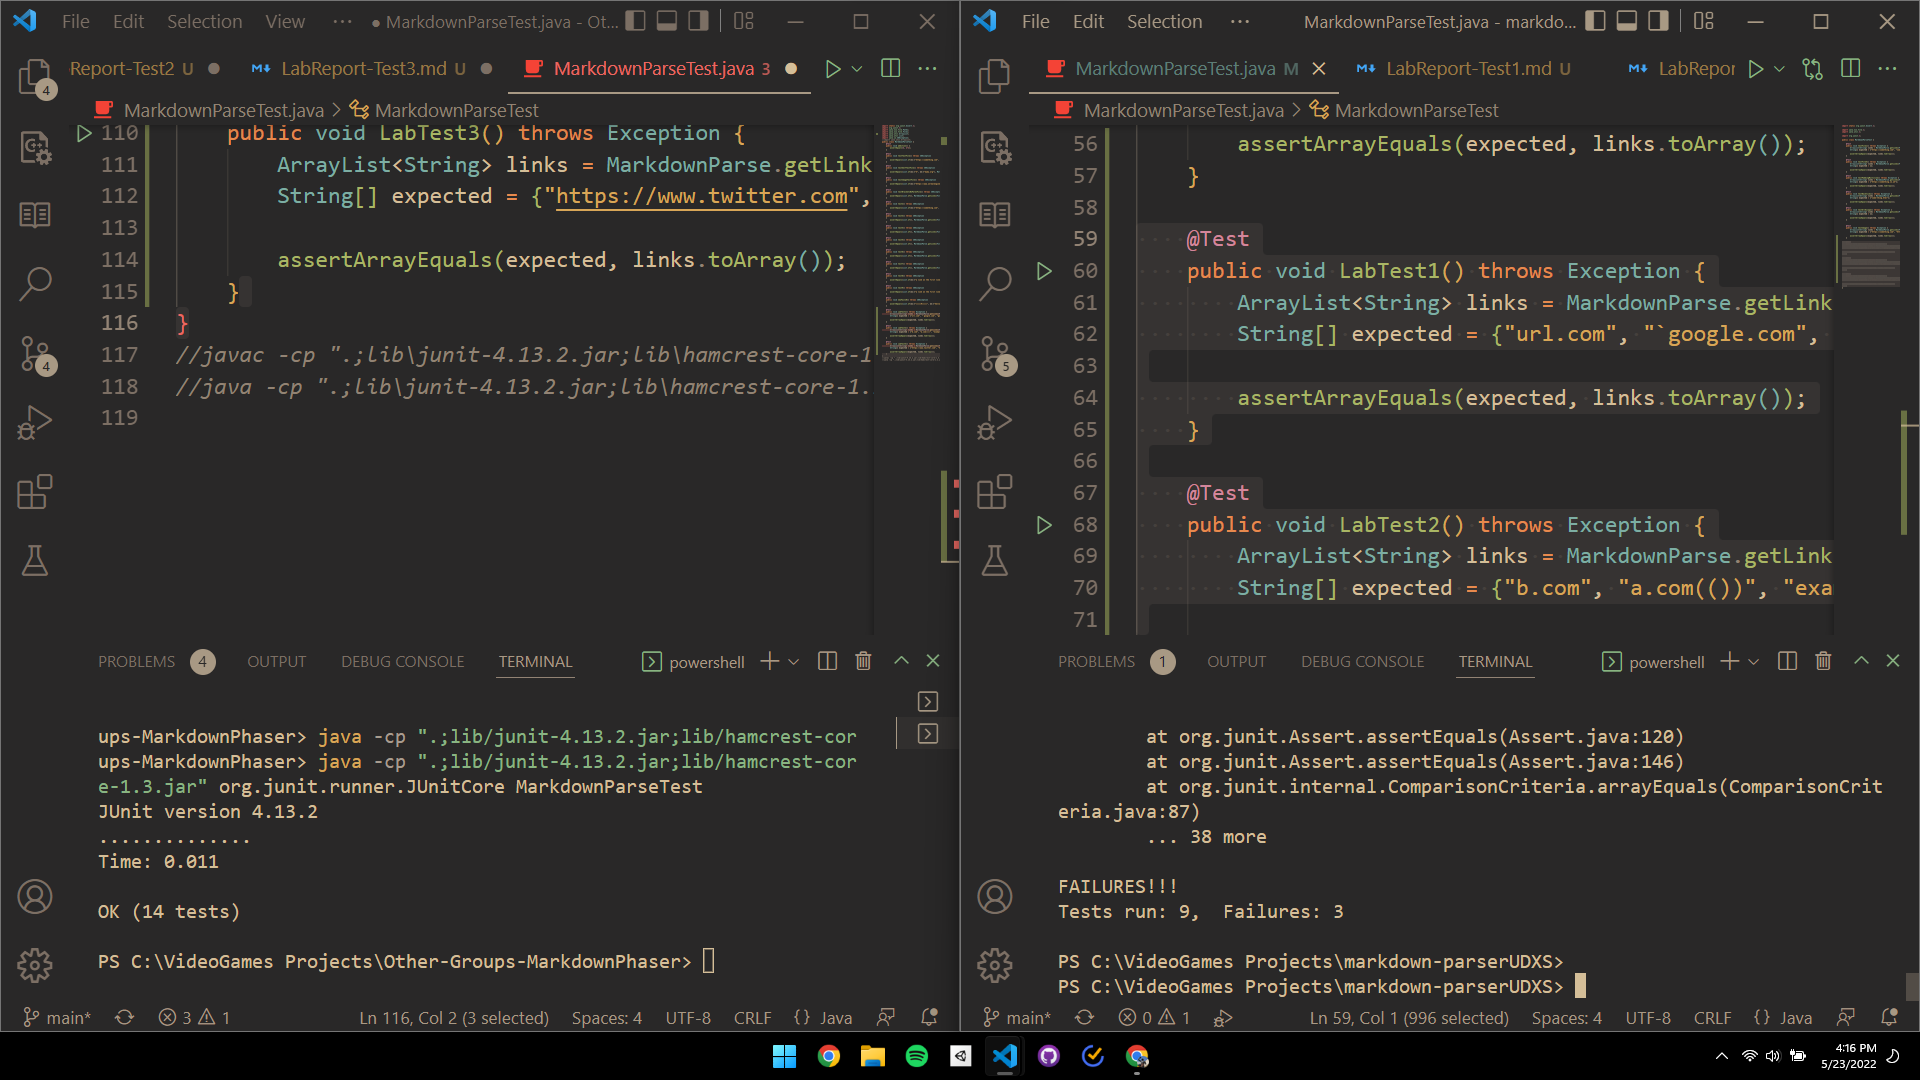 File Edit Selection View ··· ● MarkdownParseTest.java - Ot...
Report-Test2 U ● LabReport-Test3.md U ● MarkdownParseTest.java 3 ●
MarkdownParseTest.java > MarkdownParseTest
110 public void LabTest3() throws Exception {
111 ArrayList<String> links = MarkdownParse.getLink
112 String[] expected = {"https://www.twitter.com",
113
114 assertArrayEquals(expected, links.toArray());
115 }
116 }
117 //javac -cp ".;lib\junit-4.13.2.jar;lib\hamcrest-core-1
118 //java -cp ".;lib\junit-4.13.2.jar;lib\hamcrest-core-1.
119
4
4
PROBLEMS 4 OUTPUT DEBUG CONSOLE TERMINAL powershell
ups-MarkdownPhaser> java -cp ".;lib/junit-4.13.2.jar;lib/hamcrest-cor
ups-MarkdownPhaser> java -cp ".;lib/junit-4.13.2.jar;lib/hamcrest-cor
e-1.3.jar" org.junit.runner.JUnitCore MarkdownParseTest
JUnit version 4.13.2
..............
Time: 0.011
OK (14 tests)
PS C:\VideoGames Projects\Other-Groups-MarkdownPhaser>
main* 3 1 Ln 116, Col 2 (3 selected) Spaces: 4 UTF-8 CRLF {} Java
File Edit Selection ··· MarkdownParseTest.java - markdo...
MarkdownParseTest.java M LabReport-Test1.md U LabRepor
MarkdownParseTest.java > MarkdownParseTest
56 assertArrayEquals(expected, links.toArray());
57 }
58
59 @Test
60 public void LabTest1() throws Exception {
61 ArrayList<String> links = MarkdownParse.getLink
62 String[] expected = {"url.com", "`google.com",
63
64 assertArrayEquals(expected, links.toArray());
65 }
66
67 @Test
68 public void LabTest2() throws Exception {
69 ArrayList<String> links = MarkdownParse.getLink
70 String[] expected = {"b.com", "a.com(())", "exa
71
5
PROBLEMS 1 OUTPUT DEBUG CONSOLE TERMINAL powershell
at org.junit.Assert.assertEquals(Assert.java:120)
at org.junit.Assert.assertEquals(Assert.java:146)
at org.junit.internal.ComparisonCriteria.arrayEquals(ComparisonCrit
eria.java:87)
... 38 more
FAILURES!!!
Tests run: 9,  Failures: 3
PS C:\VideoGames Projects\markdown-parserUDXS>
PS C:\VideoGames Projects\markdown-parserUDXS>
main* 0 1 Ln 59, Col 1 (996 selected) Spaces: 4 UTF-8 CRLF {} Java
4:16 PM
5/23/2022